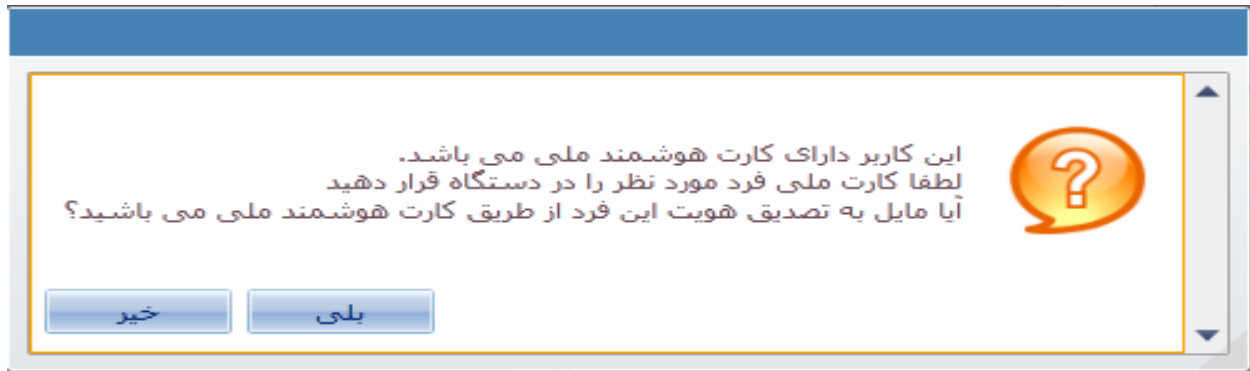 این کاربر دارای کارت هوشمند ملی می باشد.
لطفا کارت ملی فرد مورد نظر را در دستگاه قرار دهید
آیا مایل به تصدیق هویت این فرد از طریق کارت هوشمند ملی می باشید؟
بلی
خیر